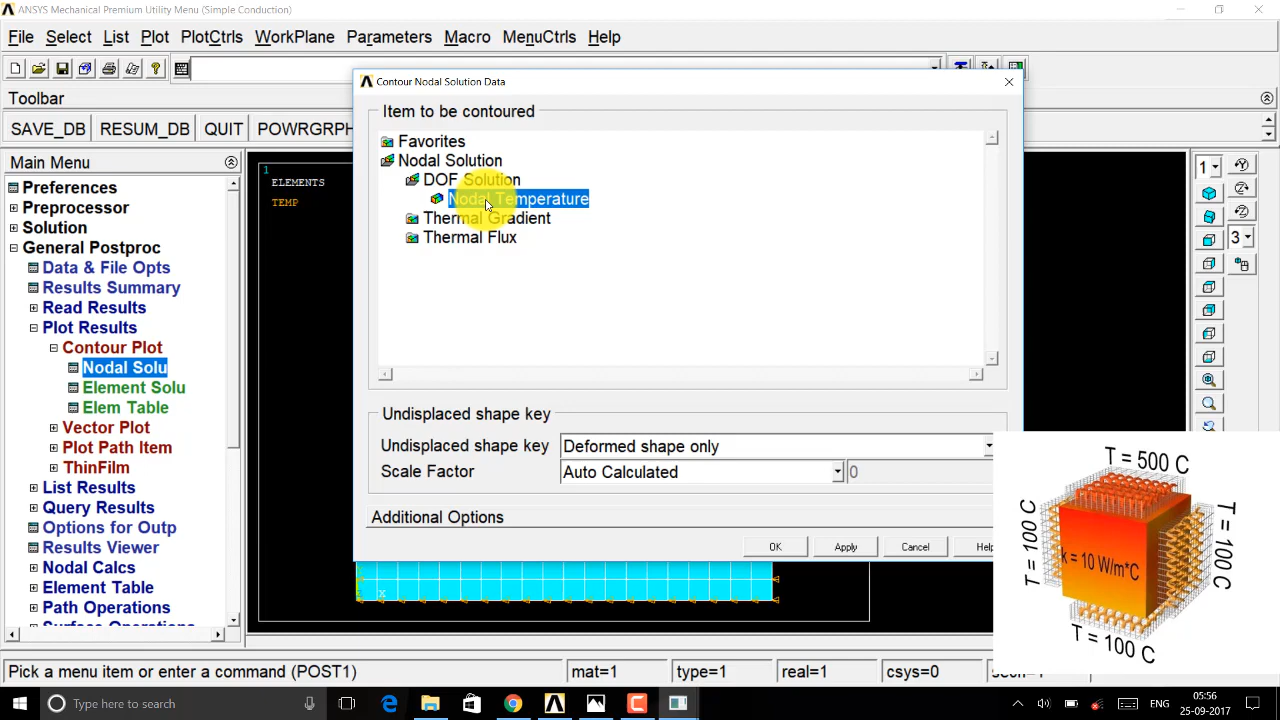 ANSYS Mechanical Premium Utility Menu (Simple Conduction)
File Select List Plot PlotCtrls WorkPlane Parameters Macro MenuCtrls Help
Toolbar
SAVE_DB RESUM_DB QUIT POWRGRPH
Main Menu
Preferences
Preprocessor
Solution
General Postproc
Data & File Opts
Results Summary
Read Results
Plot Results
Contour Plot
Nodal Solu
Element Solu
Elem Table
Vector Plot
Plot Path Item
ThinFilm
List Results
Query Results
Options for Outp
Results Viewer
Nodal Calcs
Element Table
Path Operations
Surface Operations
1
ELEMENTS
TEMP
X
Contour Nodal Solution Data
Item to be contoured
Favorites
Nodal Solution
DOF Solution
Nodal Temperature
Thermal Gradient
Thermal Flux
Undisplaced shape key
Undisplaced shape key Deformed shape only
Scale Factor Auto Calculated 0
Additional Options
OK Apply Cancel Help
1
3
T = 500 C
T = 100 C
k = 10 W/m*C
T = 100 C
T = 100 C
Pick a menu item or enter a command (POST1) mat=1 type=1 real=1 csys=0
Type here to search
ENG
05:56
25-09-2017